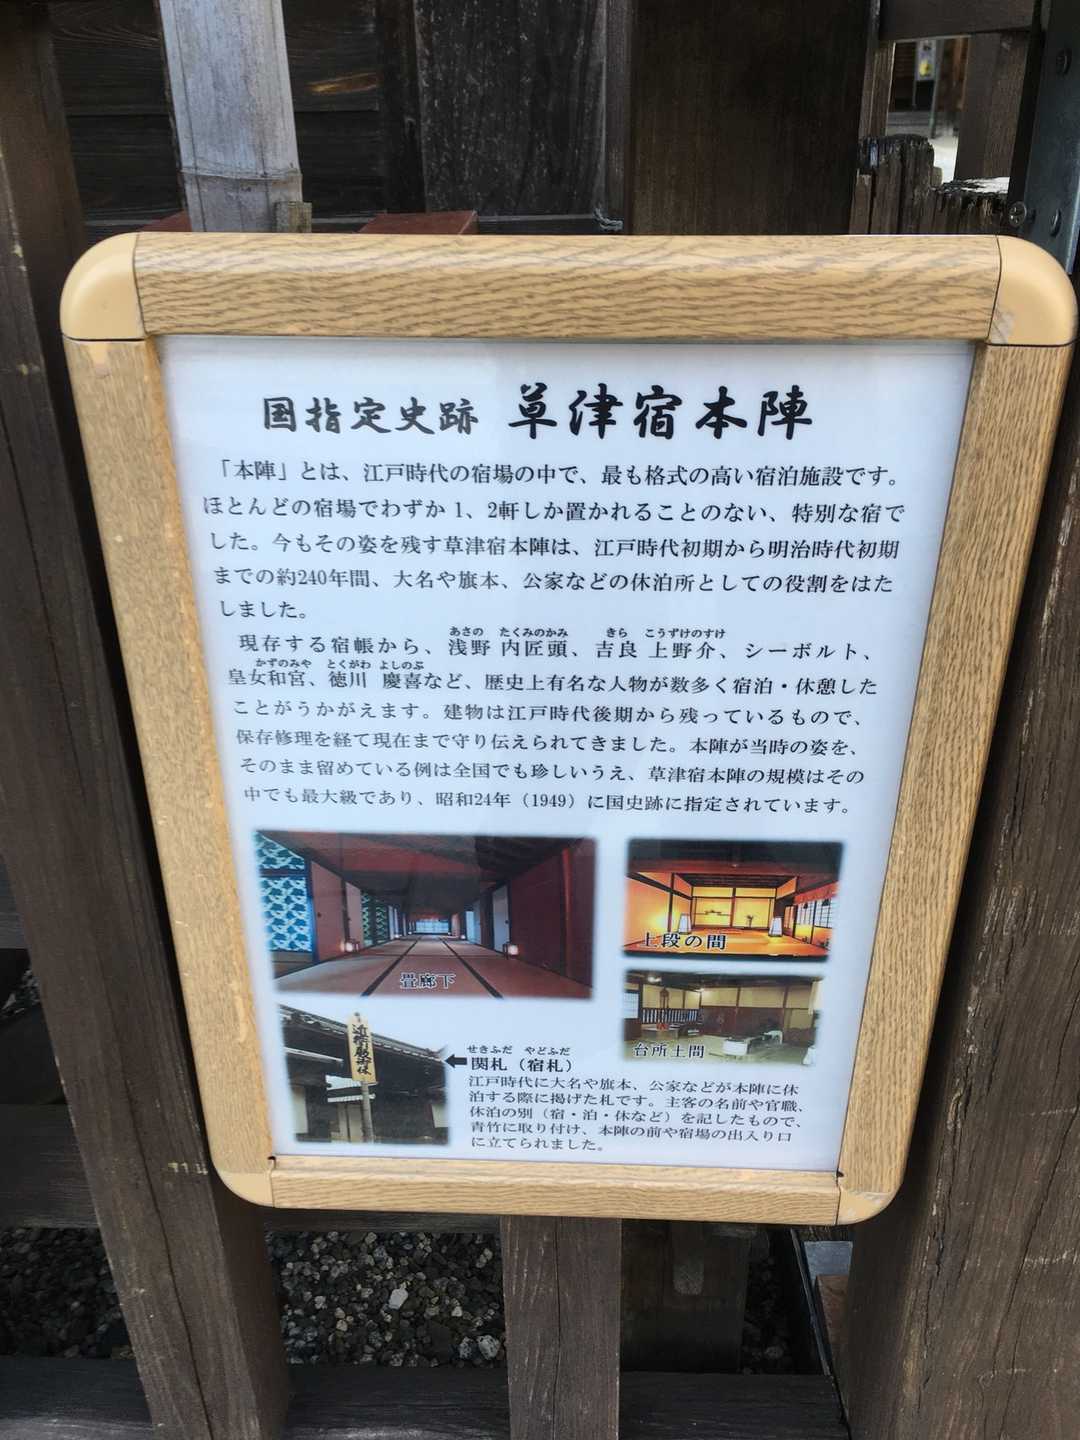 国指定史跡 草津宿本陣
「本陣」とは、江戸時代の宿場の中で、最も格式の高い宿泊施設です。
ほとんどの宿場でわずか1、2軒しか置かれることのない、特別な宿で
した。今もその姿を残す草津宿本陣は、江戸時代初期から明治時代初期
までの約240年間、大名や旗本、公家などの休泊所としての役割をはた
しました。
あさの たくみのかみ きら こうずけのすけ
現存する宿帳から、浅野 内匠頭、吉良 上野介、シーボルト、
かずのみや とくがわ よしのぶ
皇女和宮、徳川 慶喜など、歴史上有名な人物が数多く宿泊・休憩した
ことがうかがえます。建物は江戸時代後期から残っているもので、
保存修理を経て現在まで守り伝えられてきました。本陣が当時の姿を、
そのまま留めている例は全国でも珍しいうえ、草津宿本陣の規模はその
中でも最大級であり、昭和24年（1949）に国史跡に指定されています。
上段の間
台所土間
せきふだ やどふだ
関札（宿札）
江戸時代に大名や旗本、公家などが本陣に休
泊する際に掲げた札です。主客の名前や官職、
休泊の別（宿・泊・休など）を記したもので、
青竹に取り付け、本陣の前や宿場の出入り口
に立てられました。